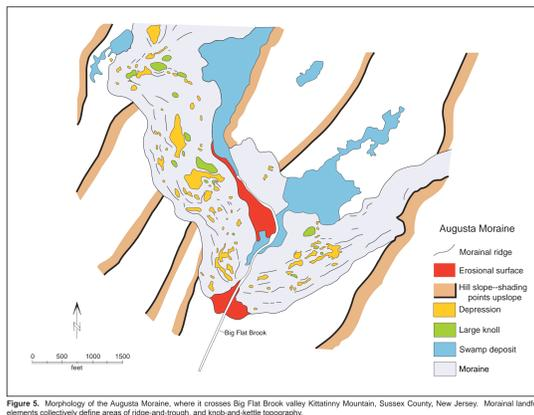 Augusta Moraine
Morainal ridge
Erosional surface
Hill slope--shading
points upslope
Depression
Large knoll
Swamp deposit
Moraine
Big Flat Brook
0 500 1000 1500
feet
Figure 5. Morphology of the Augusta Moraine, where it crosses Big Flat Brook valley Kittatinny Mountain, Sussex County, New Jersey. Morainal landfo
elements collectively define areas of ridge-and-trough, and knob-and-kettle topography.